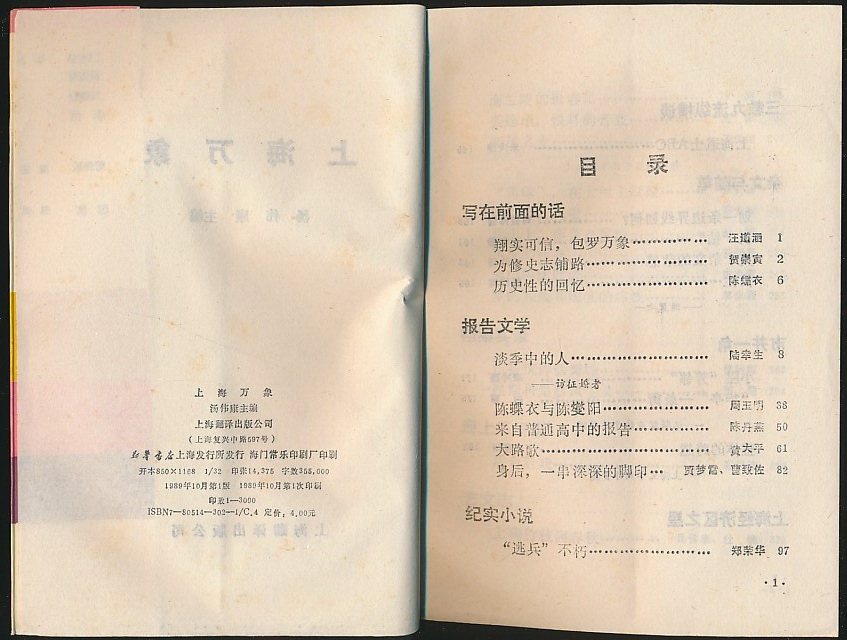 上海万象
汤伟康主编
上海翻译出版公司
（上海复兴中路597号）
新华书店上海发行所发行 海门常乐印刷厂印刷
开本850×1168 1/32 印张14,375 字数355,000
1989年10月第1版 1989年10月第1次印刷
印数1—3000
ISBN7—80514—302—1/C.4 定价：4.00元
目录
写在前面的话
翔实可信，包罗万象…………… 汪道涵 1
为修史志铺路…………………… 贺崇寅 2
历史性的回忆…………………… 陈蝶衣 6
报告文学
淡季中的人……………………… 陆幸生 8
——访征婚者
陈蝶衣与陈燮阳………………… 周玉明 38
来自普通高中的报告…………… 陈丹燕 50
大路歌…………………………… 黄大平 61
身后，一串深深的脚印… 贾梦霜、曹致佐 82
纪实小说
“逃兵”不朽…………………… 郑荣华 97
·1·